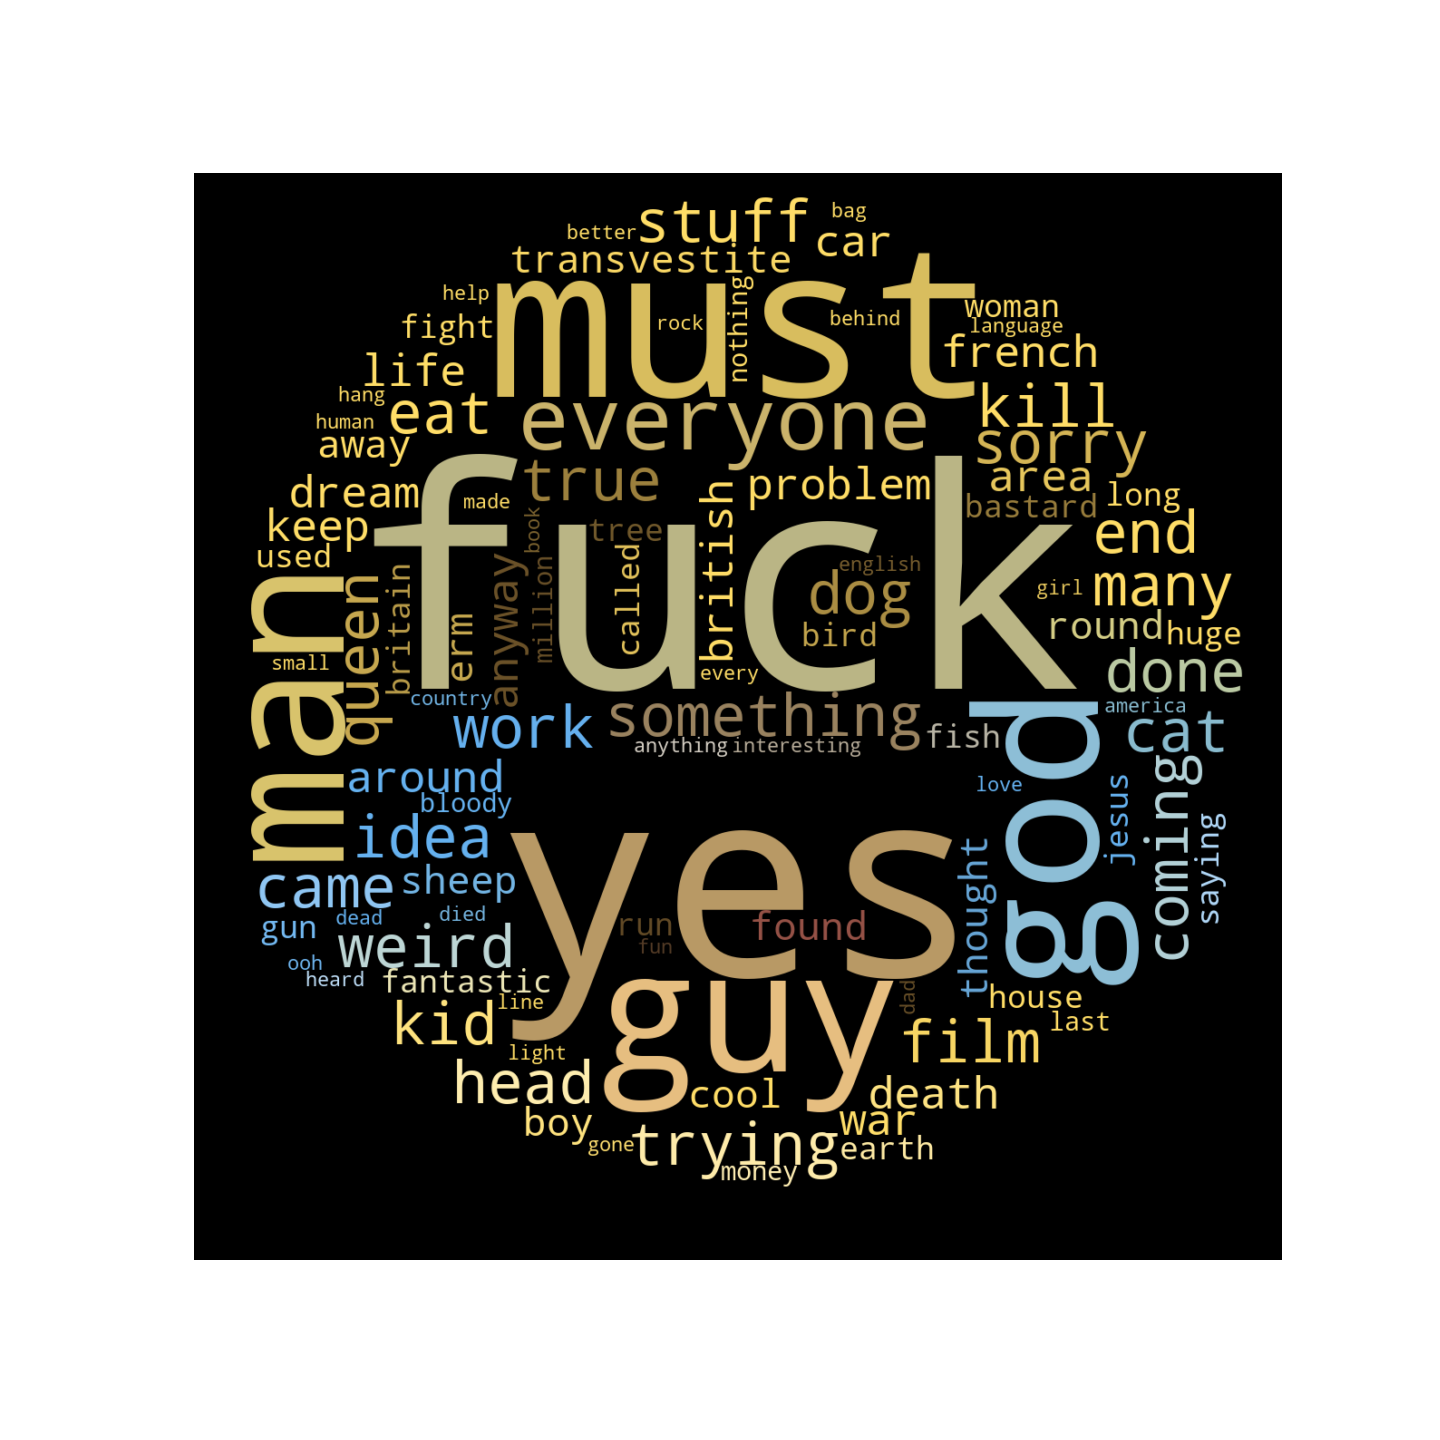 bag
stuff
better
car
transvestite
must
help
nothing
woman
rock
behind
language
fight
french
life
hang
kill
eat
everyone
human
sorry
away
true
area
problem
dream
made
long
bastard
keep
book
tree
end
used
fuck
british
english
million
called
many
dog
girl
man
queen
britain
anyway
erm
bird
round
huge
small
done
every
country
god
america
something
work
cat
fish
anything
interesting
around
love
coming
jesus
bloody
idea
yes
saying
came
sheep
thought
died
dead
gun
run
found
weird
fun
ooh
heard
fantastic
guy
dad
house
line
kid
last
film
light
head
cool
death
boy
war
gone
trying
earth
money